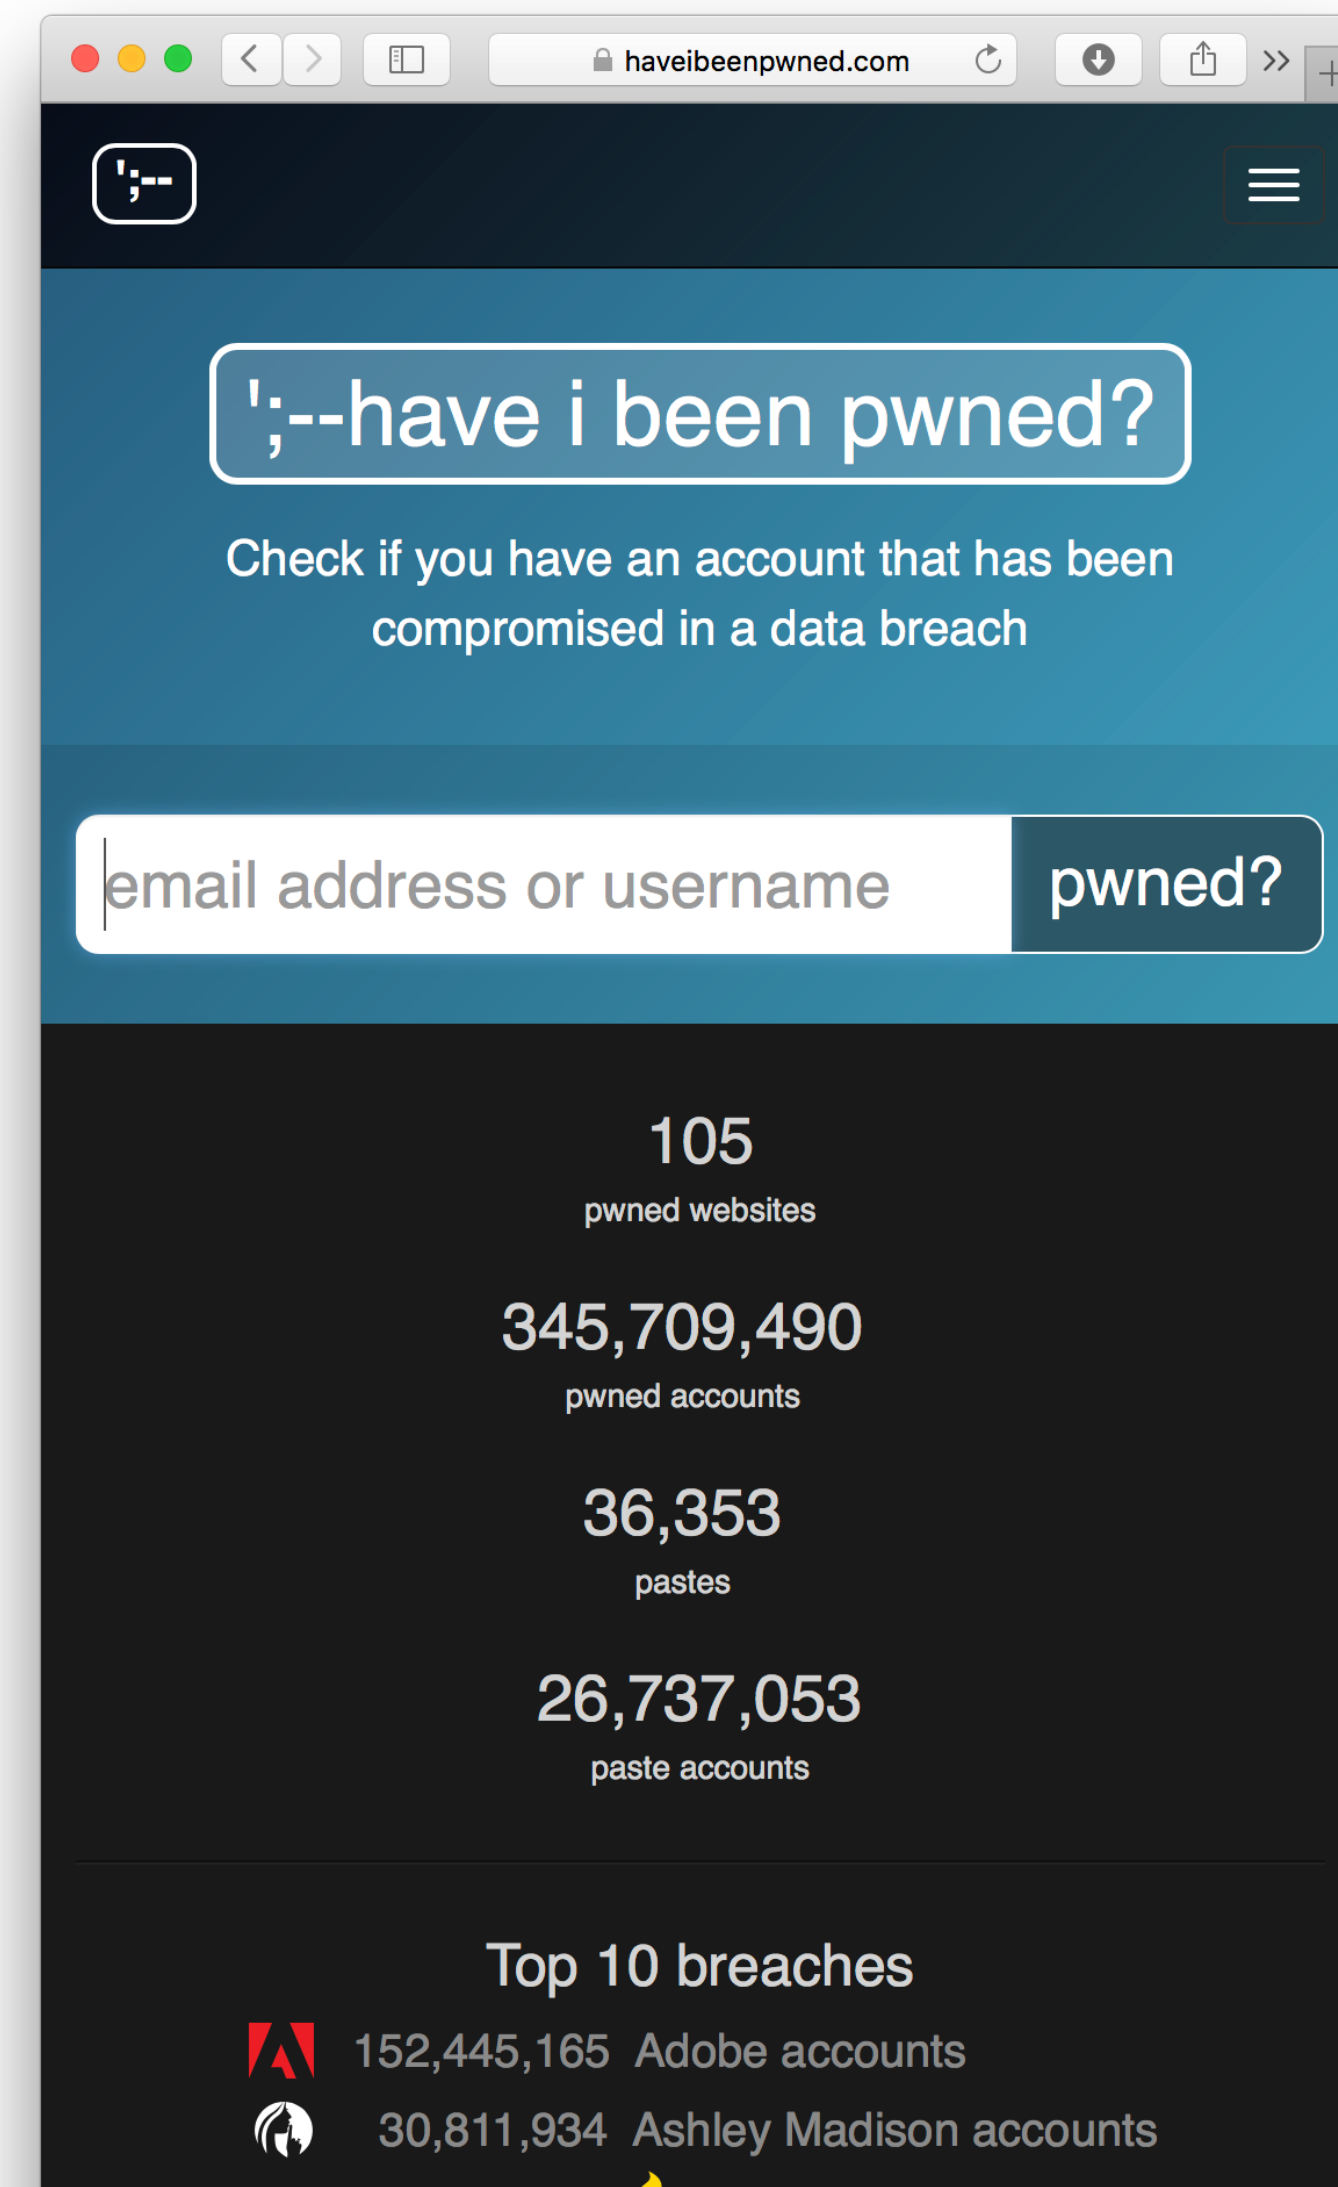 haveibeenpwned.com
';--
';--have i been pwned?
Check if you have an account that has been
compromised in a data breach
email address or username
pwned?
105
pwned websites
345,709,490
pwned accounts
36,353
pastes
26,737,053
paste accounts
Top 10 breaches
152,445,165 Adobe accounts
30,811,934 Ashley Madison accounts